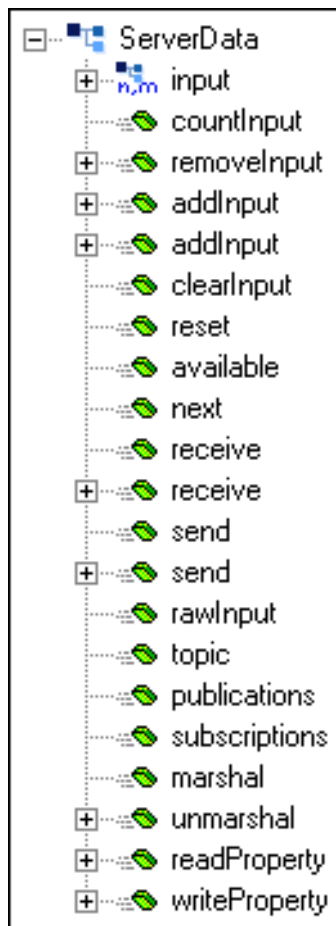 ServerData
n,m input
countInput
removeInput
addInput
addInput
clearInput
reset
available
next
receive
receive
send
send
rawInput
topic
publications
subscriptions
marshal
unmarshal
readProperty
writeProperty